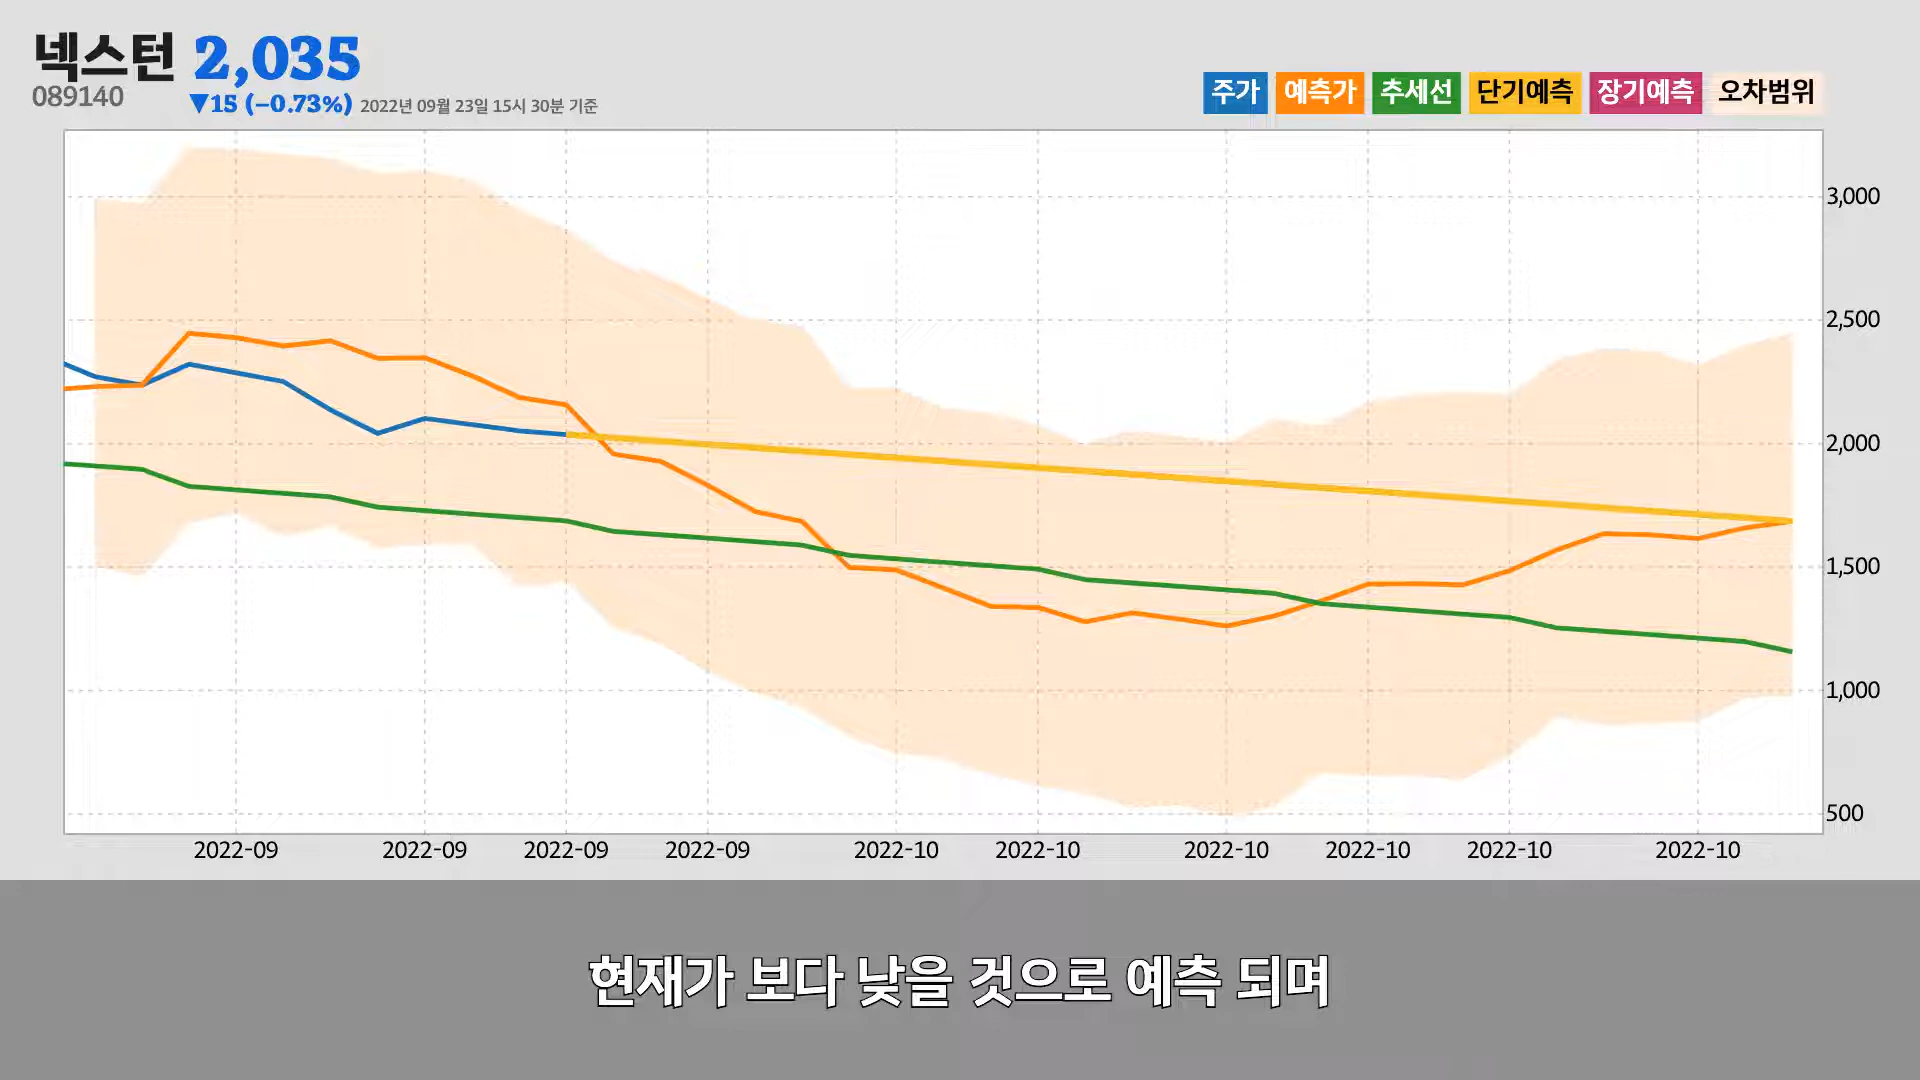 넥스턴 2,035
089140
▼15 (−0.73%) 2022년 09월 23일 15시 30분 기준
주가 예측가 추세선 단기예측 장기예측 오차범위
3,000
2,500
2,000
1,500
1,000
500
2022-09 2022-09 2022-09 2022-09 2022-10 2022-10 2022-10 2022-10 2022-10 2022-10
현재가 보다 낮을 것으로 예측 되며